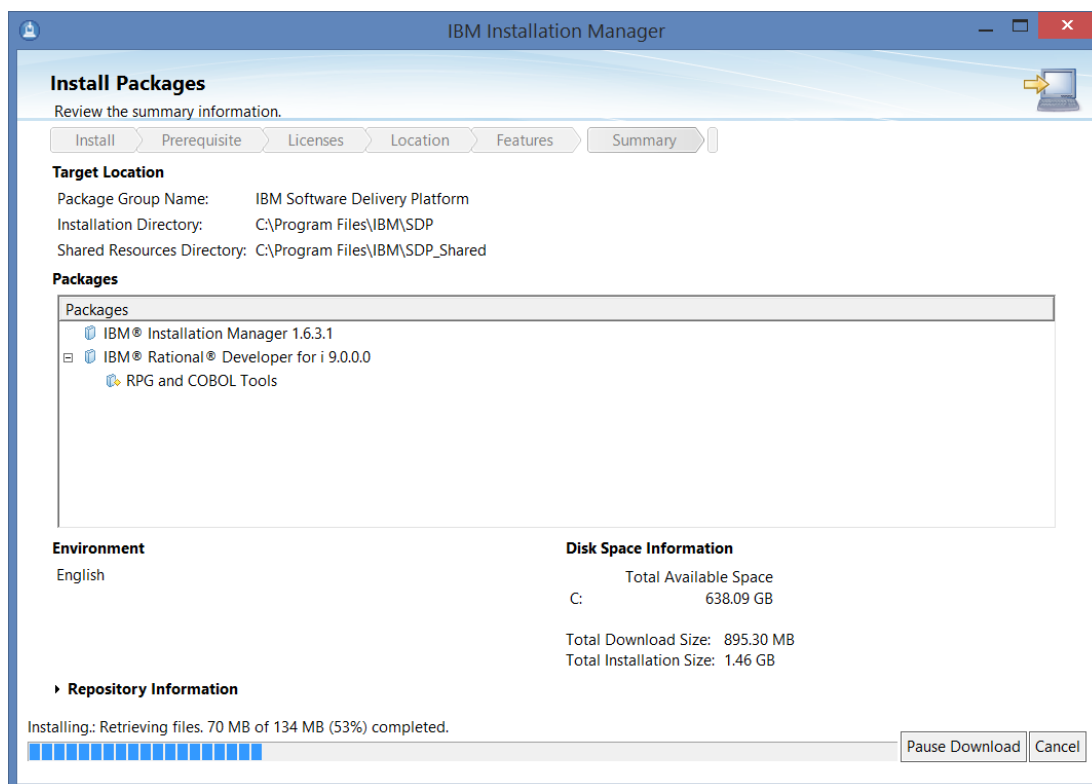 IBM Installation Manager
Install Packages
Review the summary information.
Install Prerequisite Licenses Location Features Summary
Target Location
Package Group Name: IBM Software Delivery Platform
Installation Directory: C:\Program Files\IBM\SDP
Shared Resources Directory: C:\Program Files\IBM\SDP_Shared
Packages
Packages
IBM® Installation Manager 1.6.3.1
IBM® Rational® Developer for i 9.0.0.0
RPG and COBOL Tools
Environment
English
Disk Space Information
Total Available Space
C: 638.09 GB
Total Download Size: 895.30 MB
Total Installation Size: 1.46 GB
Repository Information
Installing.: Retrieving files. 70 MB of 134 MB (53%) completed.
Pause Download Cancel